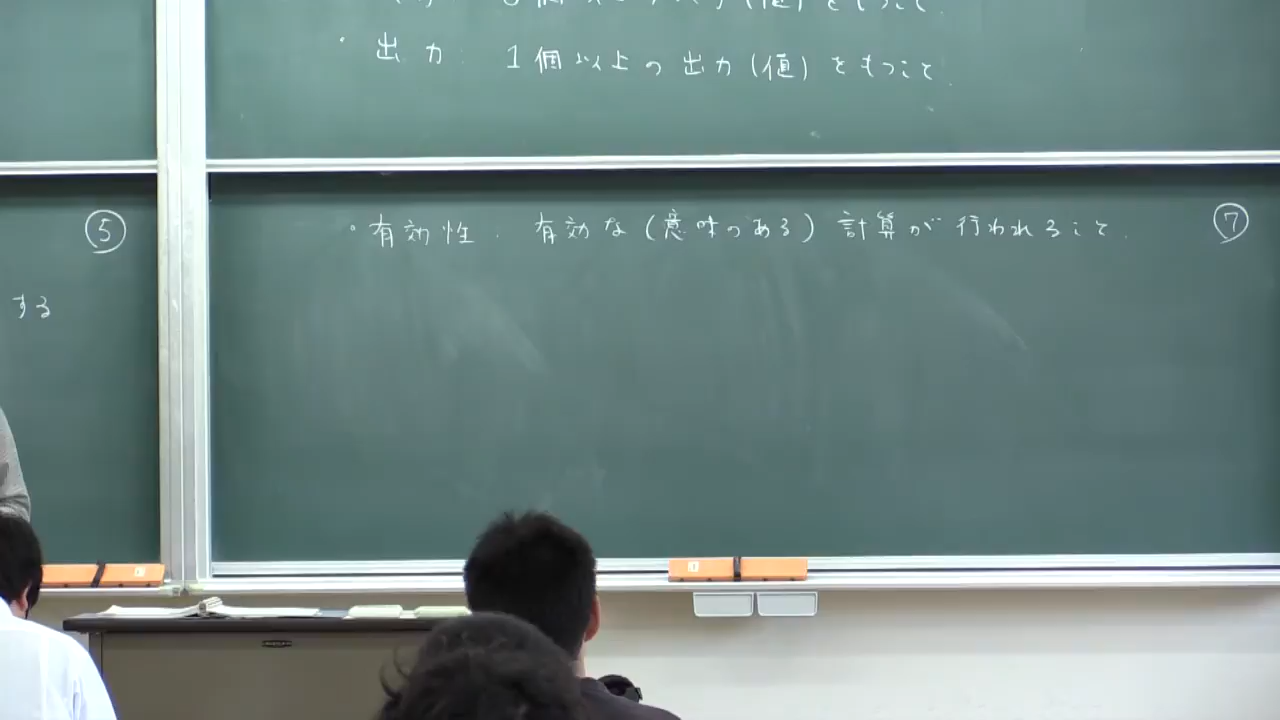 ・出力: 1個以上の出力(値)をもつこと.
⑤
する
・有効性. 有効な(意味のある)計算が行われること.
⑦